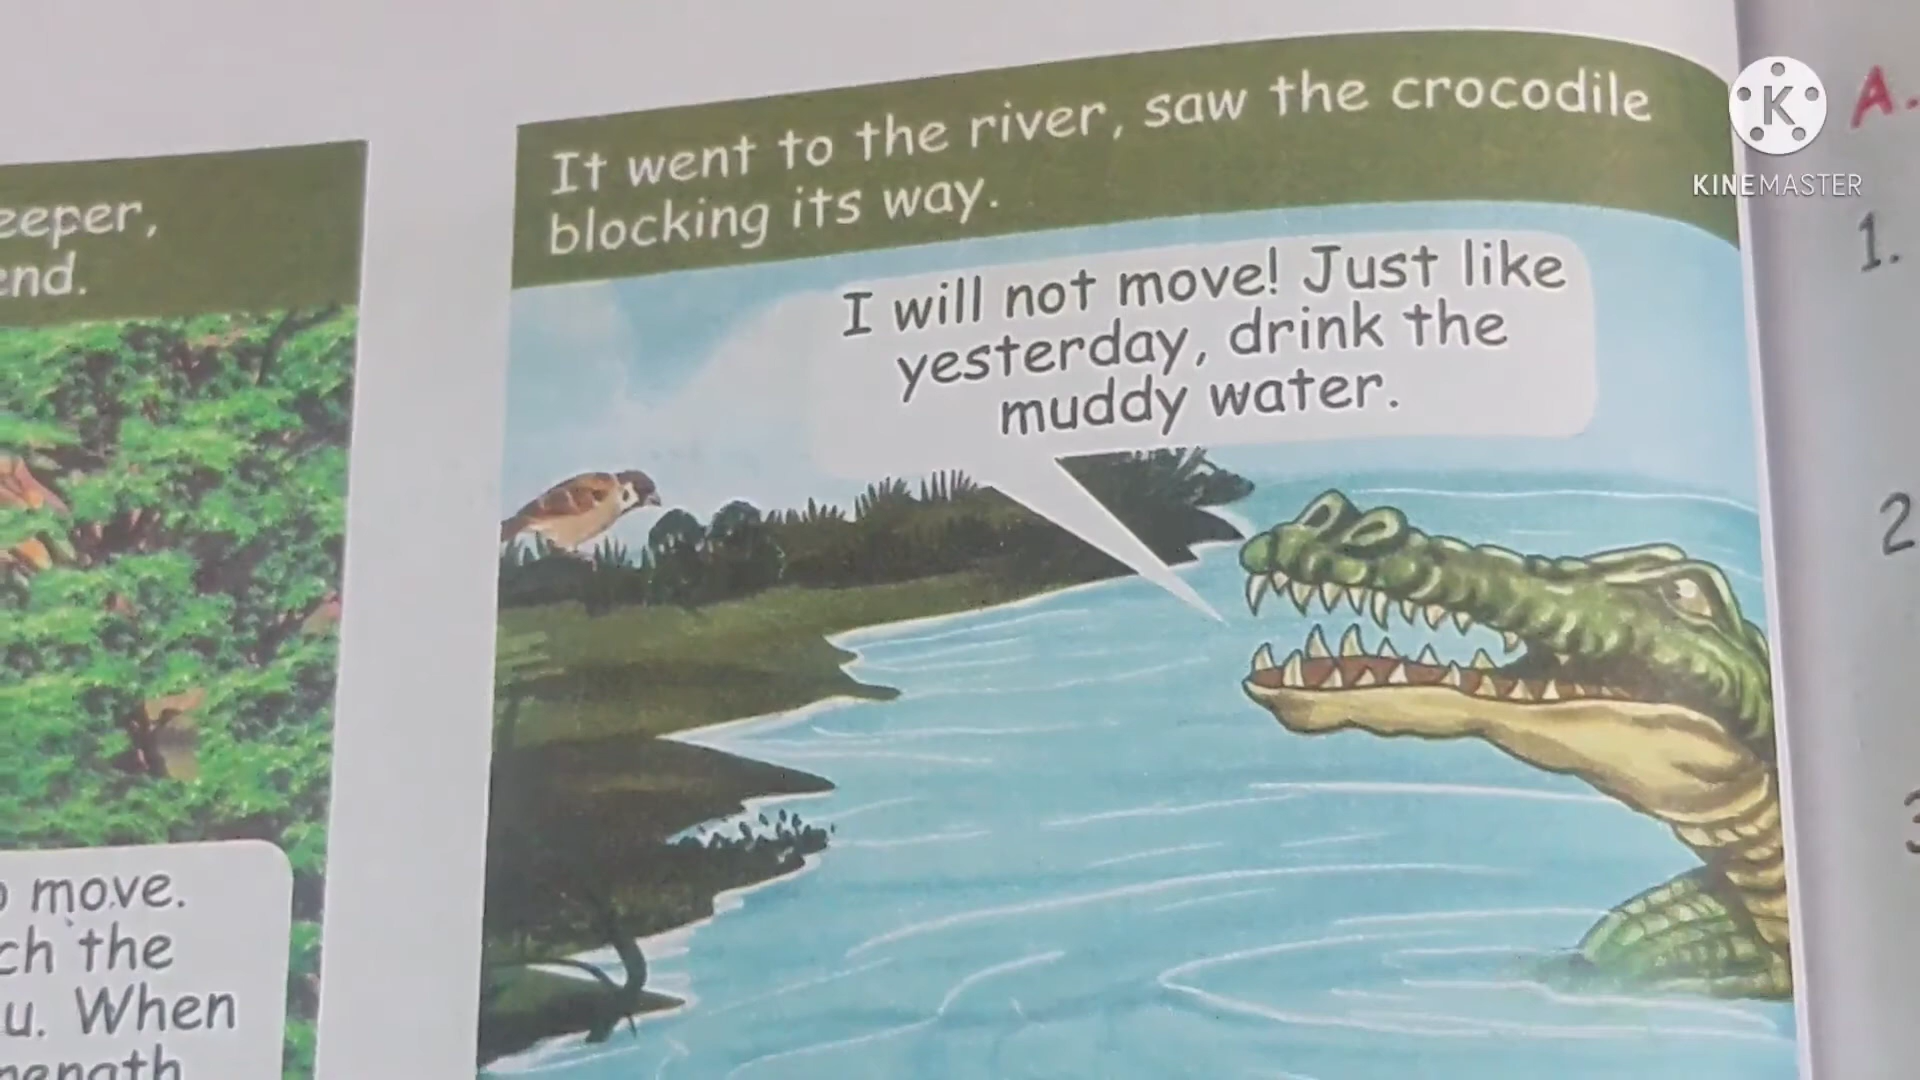 end.
move.
the
u. When
It went to the river, saw the crocodile
blocking its way.
I will not move! Just like
yesterday, drink the
muddy water.
KINEMASTER
A.
1.
2